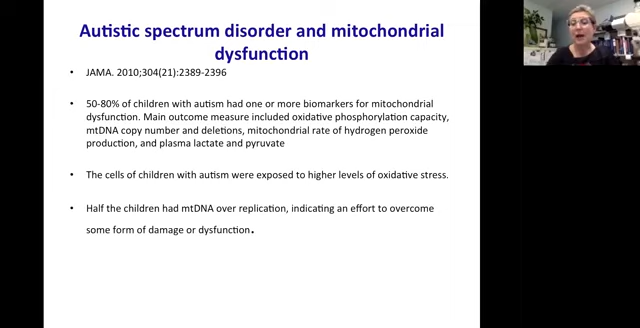 Autistic spectrum disorder and mitochondrial
dysfunction
• JAMA. 2010;304(21):2389-2396
• 50-80% of children with autism had one or more biomarkers for mitochondrial
dysfunction. Main outcome measure included oxidative phosphorylation capacity,
mtDNA copy number and deletions, mitochondrial rate of hydrogen peroxide
production, and plasma lactate and pyruvate
• The cells of children with autism were exposed to higher levels of oxidative stress.
• Half the children had mtDNA over replication, indicating an effort to overcome
some form of damage or dysfunction.